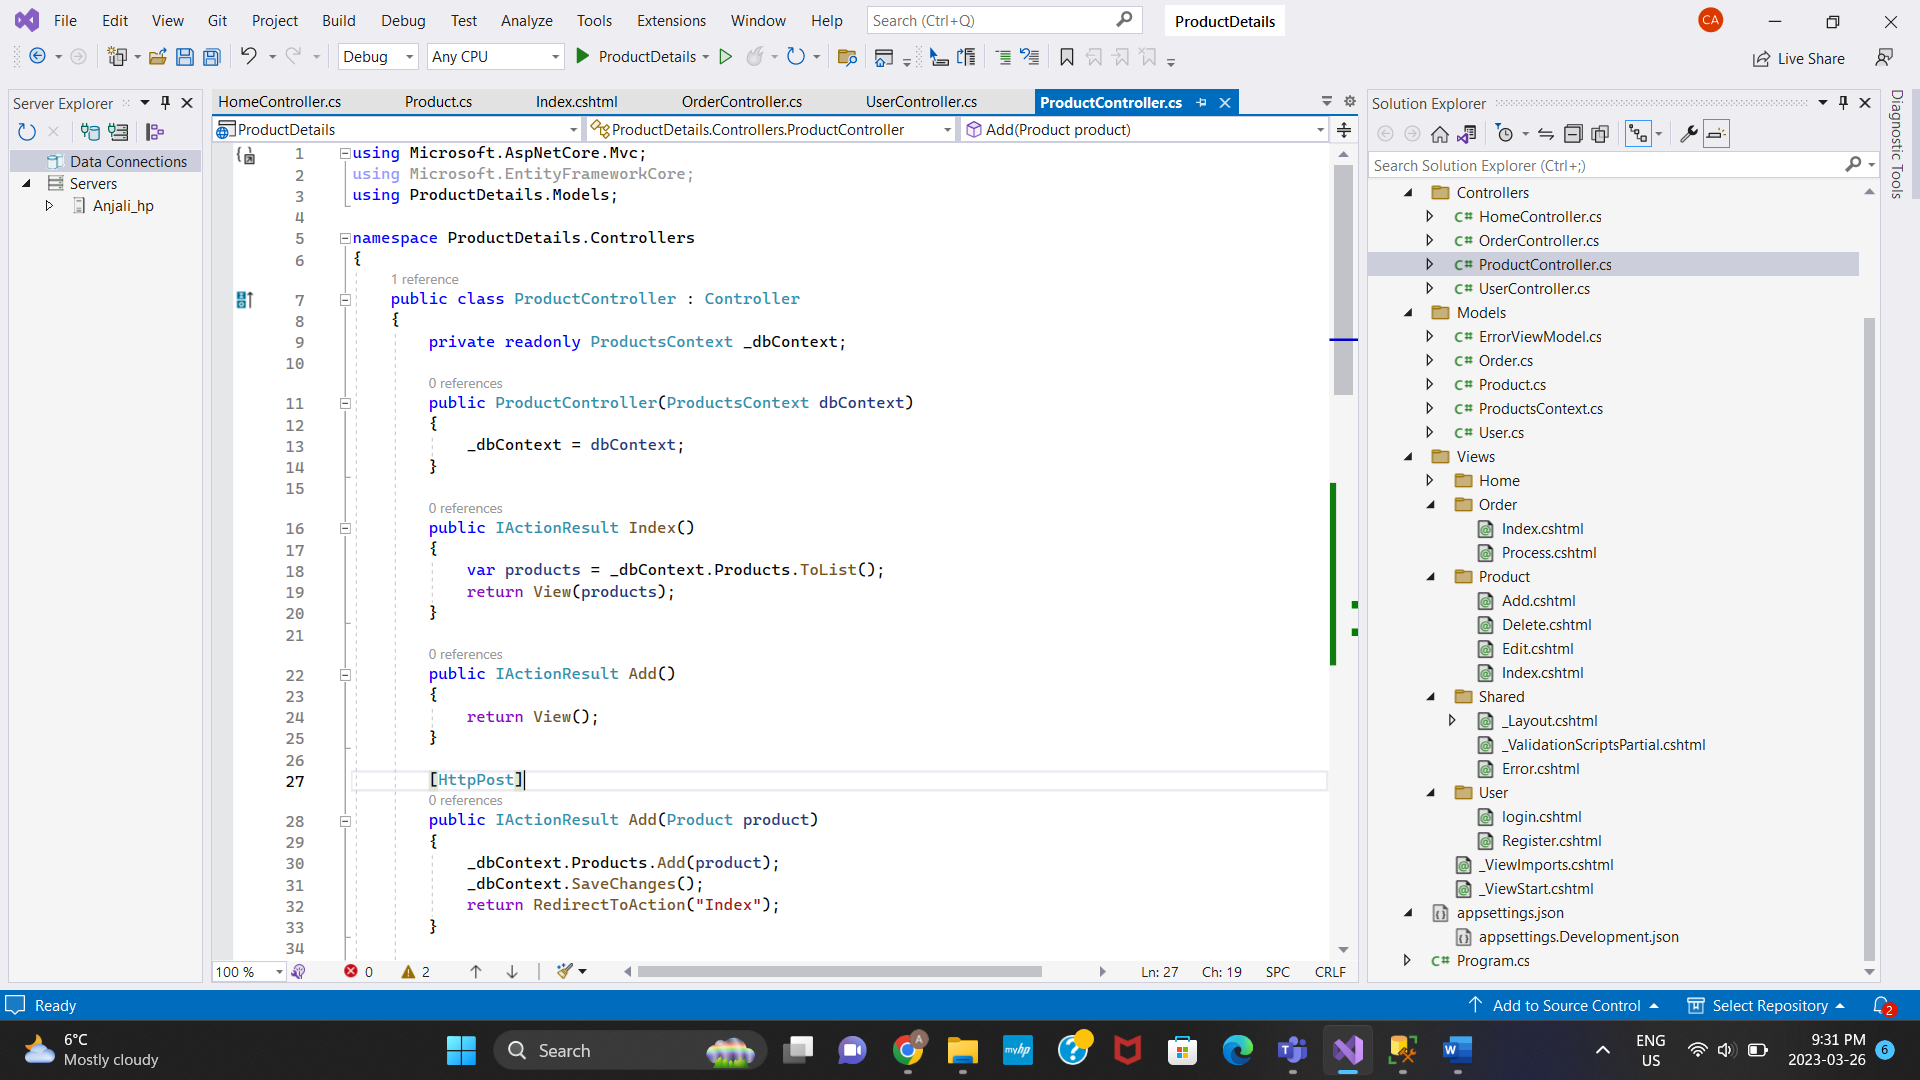 File Edit View Git Project Build Debug Test Analyze Tools Extensions Window Help Search (Ctrl+Q) ProductDetails CA
Debug Any CPU ProductDetails Live Share
Server Explorer
Data Connections
Servers
Anjali_hp
HomeController.cs Product.cs Index.cshtml OrderController.cs UserController.cs ProductController.cs
ProductDetails ProductDetails.Controllers.ProductController Add(Product product)
1 using Microsoft.AspNetCore.Mvc;
2 using Microsoft.EntityFrameworkCore;
3 using ProductDetails.Models;
4
5 namespace ProductDetails.Controllers
6 {
1 reference
7 public class ProductController : Controller
8 {
9 private readonly ProductsContext _dbContext;
10
0 references
11 public ProductController(ProductsContext dbContext)
12 {
13 _dbContext = dbContext;
14 }
15
0 references
16 public IActionResult Index()
17 {
18 var products = _dbContext.Products.ToList();
19 return View(products);
20 }
21
0 references
22 public IActionResult Add()
23 {
24 return View();
25 }
26
27 [HttpPost]
0 references
28 public IActionResult Add(Product product)
29 {
30 _dbContext.Products.Add(product);
31 _dbContext.SaveChanges();
32 return RedirectToAction("Index");
33 }
34
100 % 0 2 Ln: 27 Ch: 19 SPC CRLF
Solution Explorer
Search Solution Explorer (Ctrl+;)
Controllers
C# HomeController.cs
C# OrderController.cs
C# ProductController.cs
C# UserController.cs
Models
C# ErrorViewModel.cs
C# Order.cs
C# Product.cs
C# ProductsContext.cs
C# User.cs
Views
Home
Order
Index.cshtml
Process.cshtml
Product
Add.cshtml
Delete.cshtml
Edit.cshtml
Index.cshtml
Shared
_Layout.cshtml
_ValidationScriptsPartial.cshtml
Error.cshtml
User
login.cshtml
Register.cshtml
_ViewImports.cshtml
_ViewStart.cshtml
appsettings.json
appsettings.Development.json
C# Program.cs
Diagnostic Tools
Ready Add to Source Control Select Repository 2
6°C
Mostly cloudy
Search
A
myhp
W
ENG
US
9:31 PM
2023-03-26
6